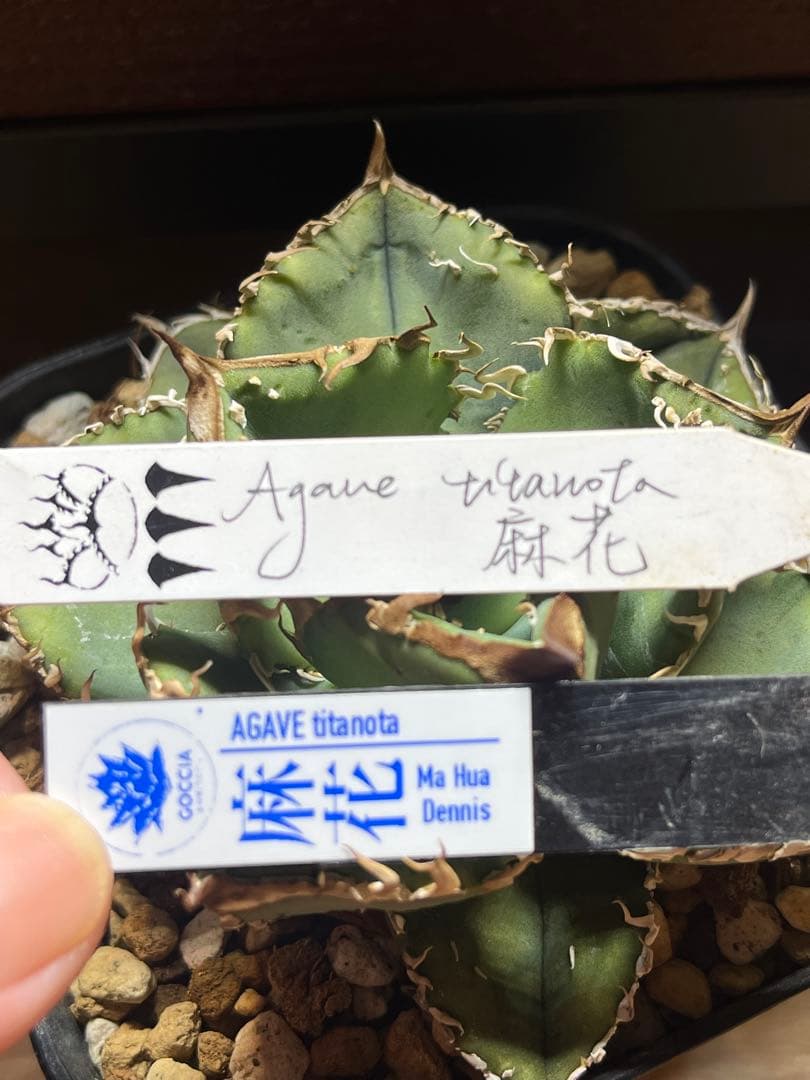 Agave titanota
麻花
GOCCIA
AGAVE titanota
麻花
Ma Hua
Dennis